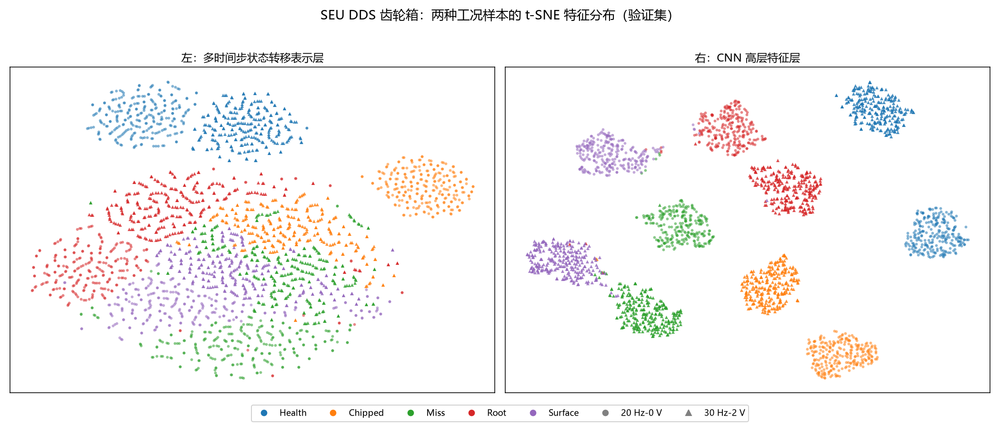 SEU DDS 齿轮箱：两种工况样本的 t-SNE 特征分布（验证集）
左：多时间步状态转移表示层
右：CNN 高层特征层
Health Chipped Miss Root Surface 20 Hz-0 V 30 Hz-2 V